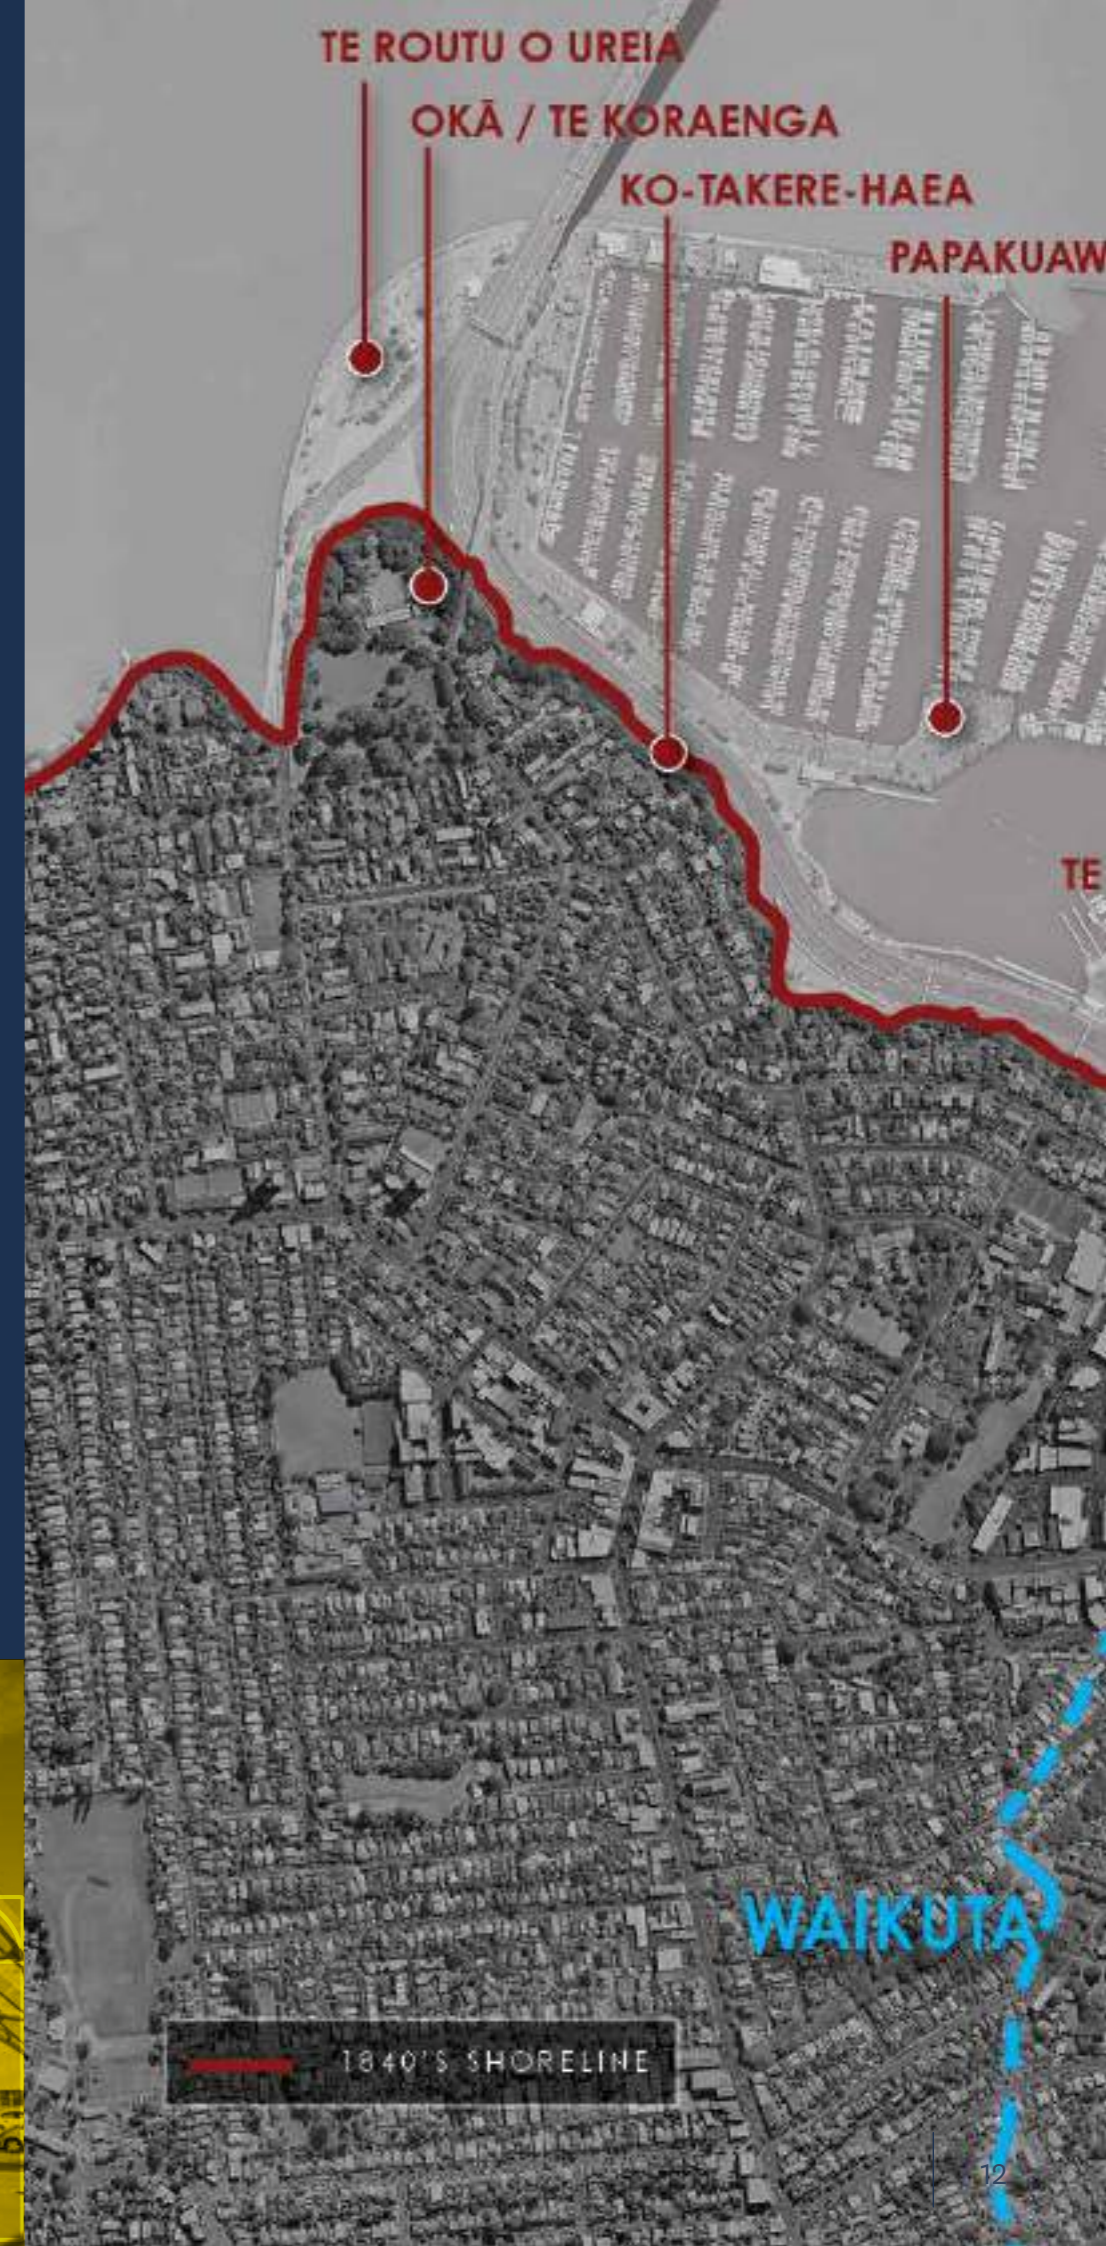 TE ROUTU O UREIA
OKĀ / TE KORAENGA
KO-TAKERE-HAEA
PAPAKUAW
TE
WAIKUTA
1840'S SHORELINE
12